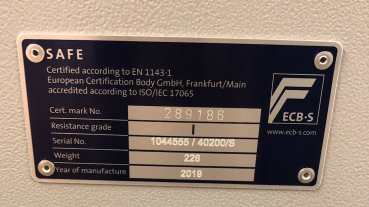 SAFE
Certified according to EN 1143-1
European Certification Body GmbH, Frankfurt/Main
accredited according to ISO/IEC 17065
ECB·S
www.ecb-s.com
Cert. mark No. 289186
Resistance grade I
Serial No. 1044555 / 40200/S
Weight 226
Year of manufacture 2019